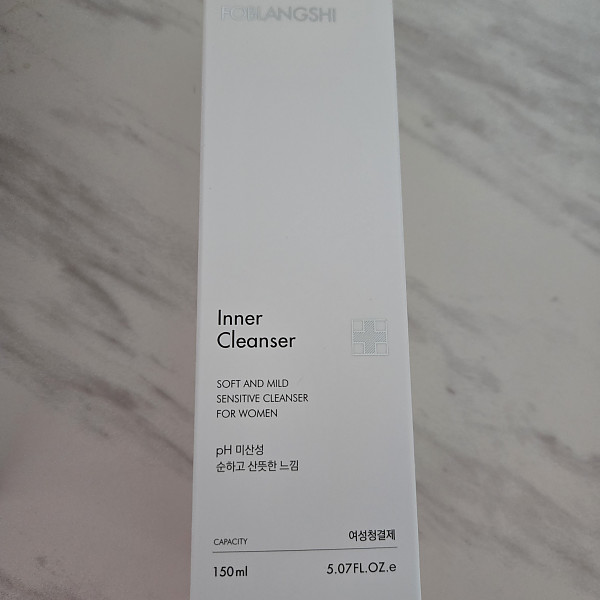 FORLANGSHI
Inner
Cleanser
SOFT AND MILD
SENSITIVE CLEANSER
FOR WOMEN
pH 미산성
순하고 산뜻한 느낌
여성청결제
CAPACITY
150ml 5.07FL.OZ.e